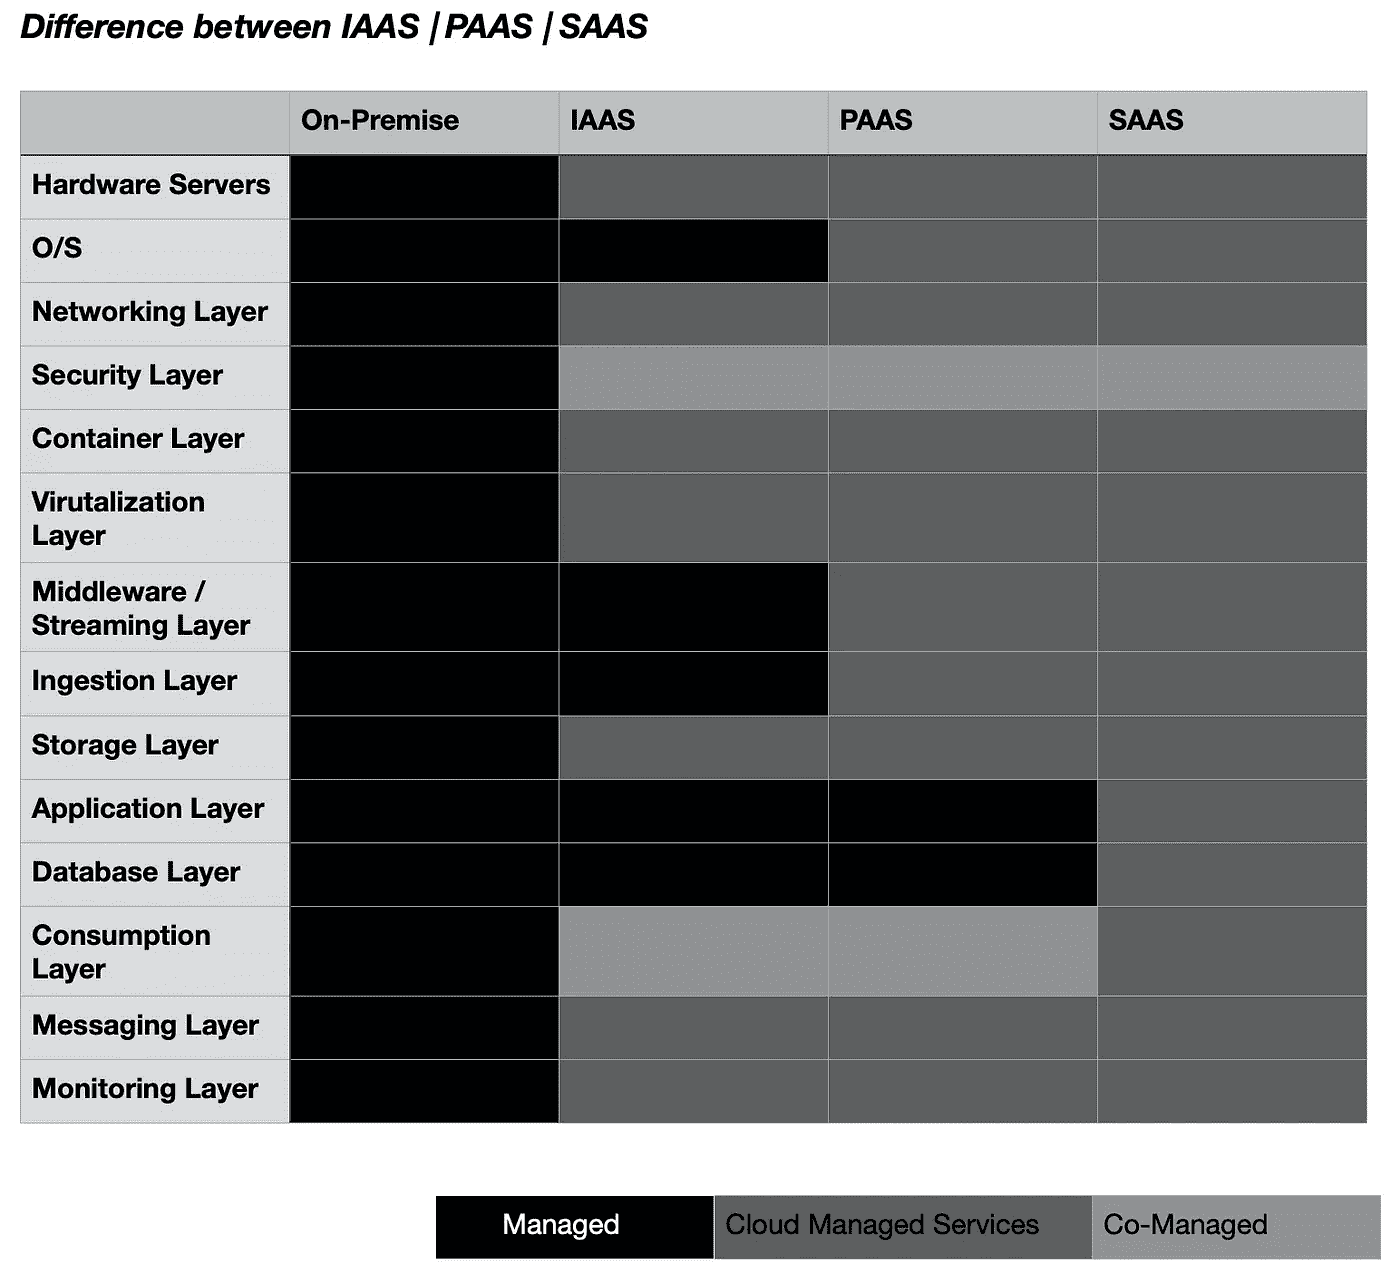 Difference between IAAS | PAAS | SAAS
On-Premise IAAS PAAS SAAS
Hardware Servers
O/S
Networking Layer
Security Layer
Container Layer
Virutalization
Layer
Middleware /
Streaming Layer
Ingestion Layer
Storage Layer
Application Layer
Database Layer
Consumption
Layer
Messaging Layer
Monitoring Layer
Managed Cloud Managed Services Co-Managed